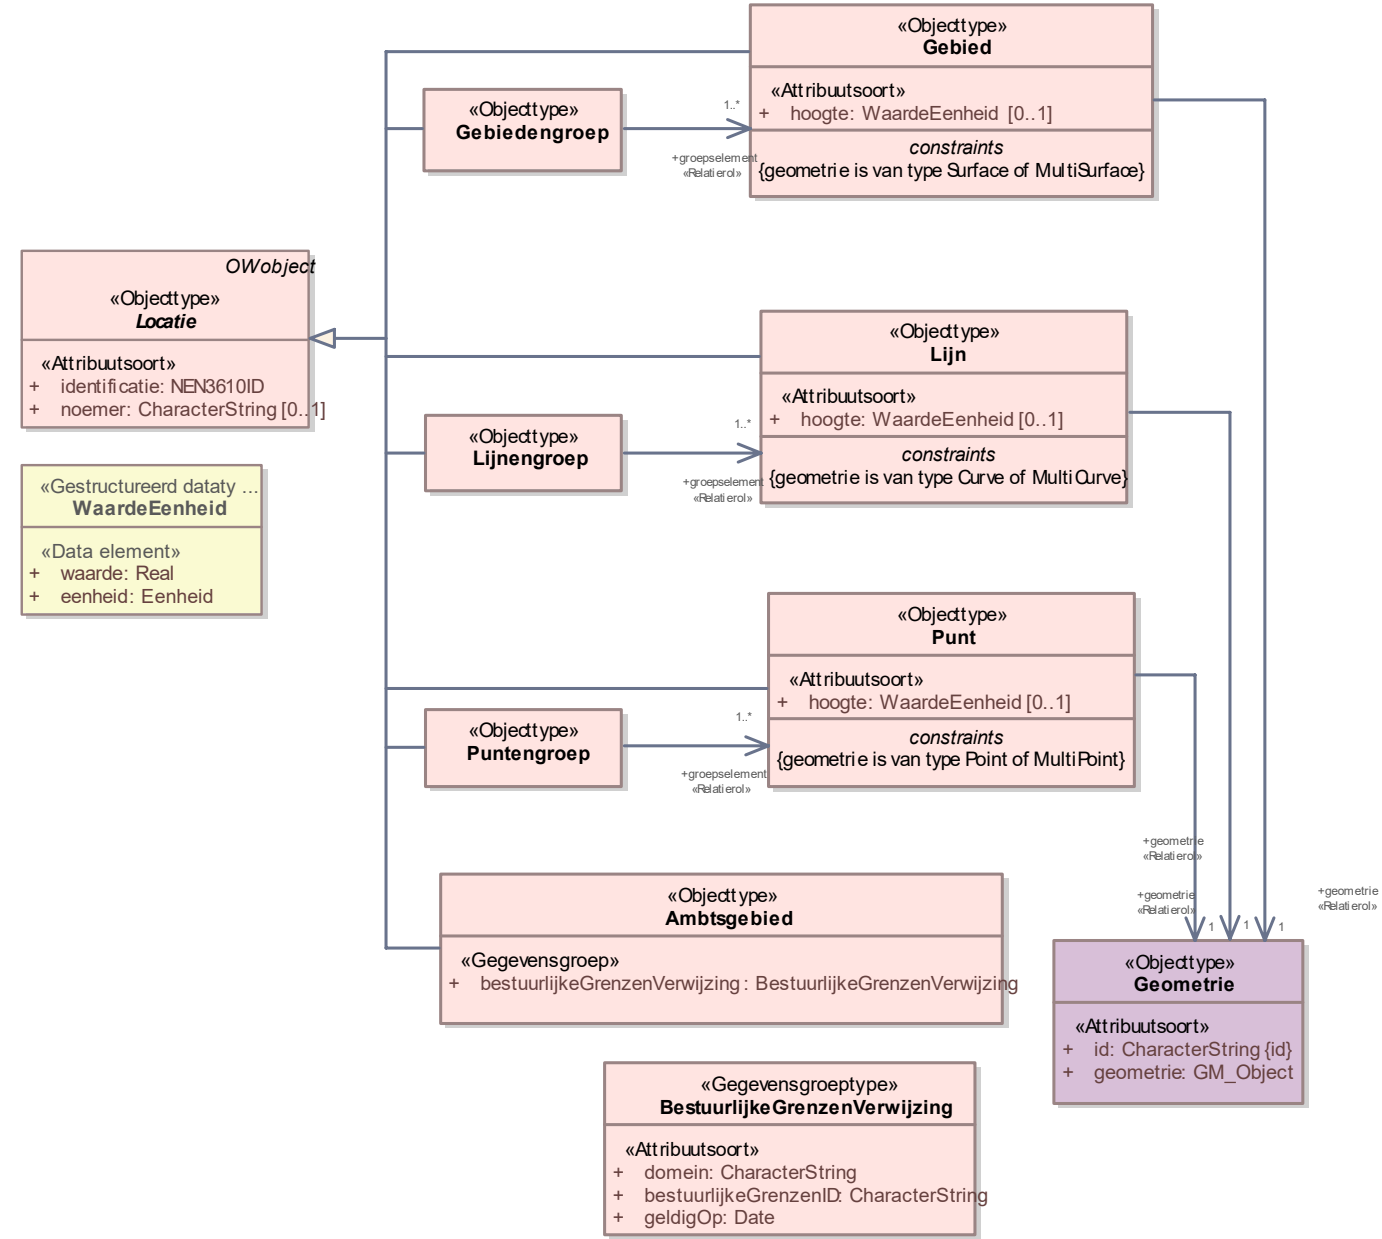 «Objecttype»
Gebied
«Attribuutsoort»
+ hoogte: WaardeEenheid [0..1]
constraints
{geometrie is van type Surface of MultiSurface}
«Objecttype»
Gebiedengroep
1..*
+groepselement
«Relatierol»
OWobject
«Objecttype»
Locatie
«Attribuutsoort»
+ identificatie: NEN3610ID
+ noemer: CharacterString [0..1]
«Objecttype»
Lijn
«Attribuutsoort»
+ hoogte: WaardeEenheid [0..1]
constraints
{geometrie is van type Curve of MultiCurve}
«Objecttype»
Lijnengroep
1..*
+groepselement
«Relatierol»
«Gestructureerd dataty ...
WaardeEenheid
«Data element»
+ waarde: Real
+ eenheid: Eenheid
«Objecttype»
Punt
«Attribuutsoort»
+ hoogte: WaardeEenheid [0..1]
constraints
{geometrie is van type Point of MultiPoint}
«Objecttype»
Puntengroep
1..*
+groepselement
«Relatierol»
+geometrie
«Relatierol»
+geometrie
«Relatierol»
+geometrie
«Relatierol»
1
1
1
«Objecttype»
Ambtsgebied
«Gegevensgroep»
+ bestuurlijkeGrenzenVerwijzing: BestuurlijkeGrenzenVerwijzing
«Objecttype»
Geometrie
«Attribuutsoort»
+ id: CharacterString {id}
+ geometrie: GM_Object
«Gegevensgroeptype»
BestuurlijkeGrenzenVerwijzing
«Attribuutsoort»
+ domein: CharacterString
+ bestuurlijkeGrenzenID: CharacterString
+ geldigOp: Date